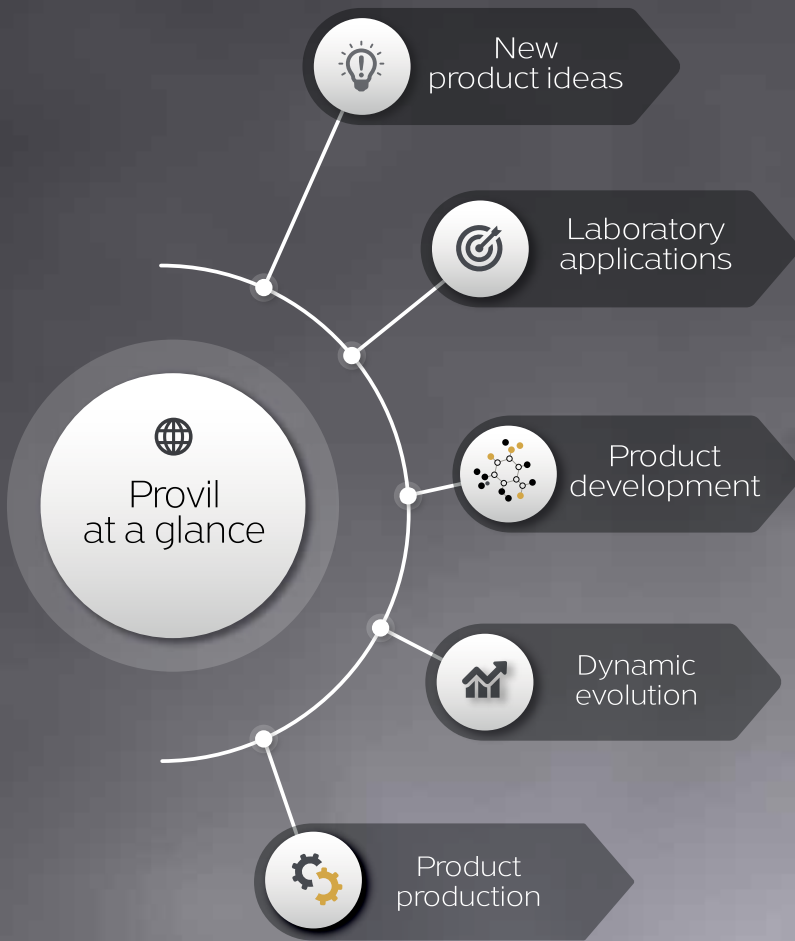 New
product ideas
Laboratory
applications
Provil
at a glance
Product
development
Dynamic
evolution
Product
production